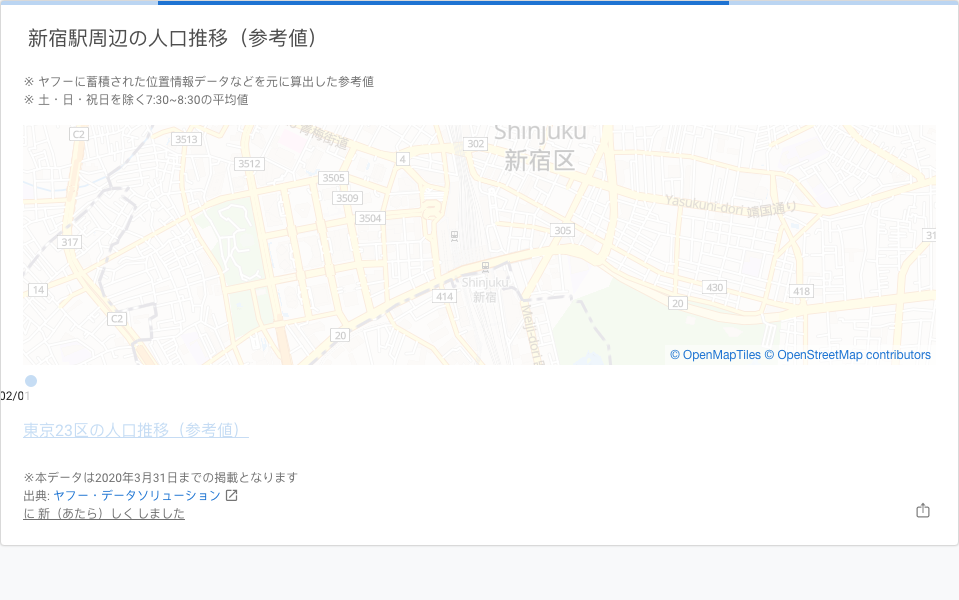 新宿駅周辺の人口推移（参考値）
※ ヤフーに蓄積された位置情報データなどを元に算出した参考値
※ 土・日・祝日を除く7:30~8:30の平均値
Shinjuku
新宿区
青梅街道
C2
3513
302
4
3512
3505
3509
3504
Yasukuni-dori 靖国通り
305
317
31
Shinjuku
新宿
14
414
430
418
20
C2
20
Meiji-dori
© OpenMapTiles © OpenStreetMap contributors
02/01
東京23区の人口推移（参考値）
※本データは2020年3月31日までの掲載となります
出典: ヤフー・データソリューション
に 新（あたら）しく しました